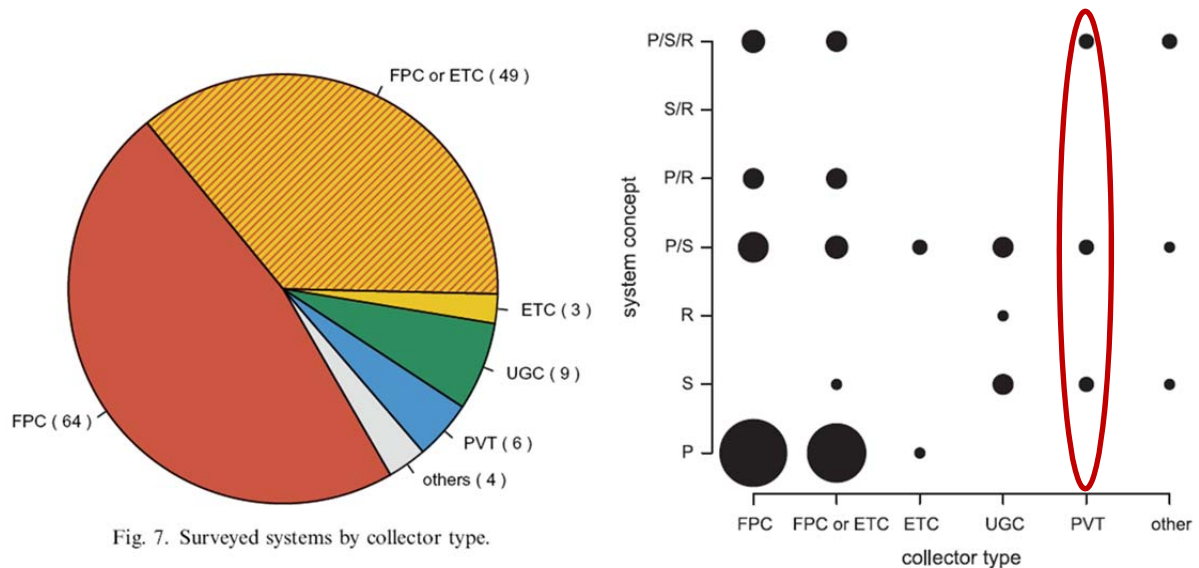 FPC or ETC ( 49 )
ETC ( 3 )
UGC ( 9 )
PVT ( 6 )
others ( 4 )
FPC ( 64 )
Fig. 7. Surveyed systems by collector type.
system concept
P/S/R
S/R
P/R
P/S
R
S
P
FPC FPC or ETC ETC UGC PVT other
collector type